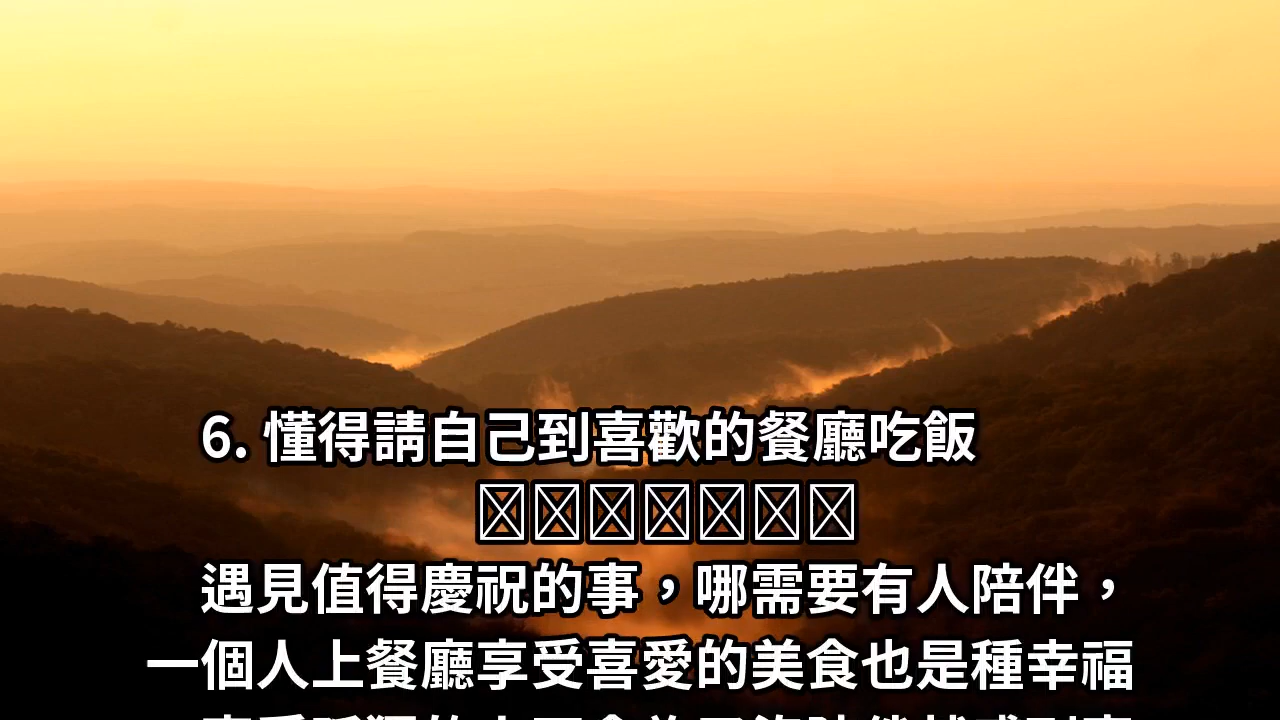 6. 懂得請自己到喜歡的餐廳吃飯
遇見值得慶祝的事，哪需要有人陪伴，
一個人上餐廳享受喜愛的美食也是種幸福